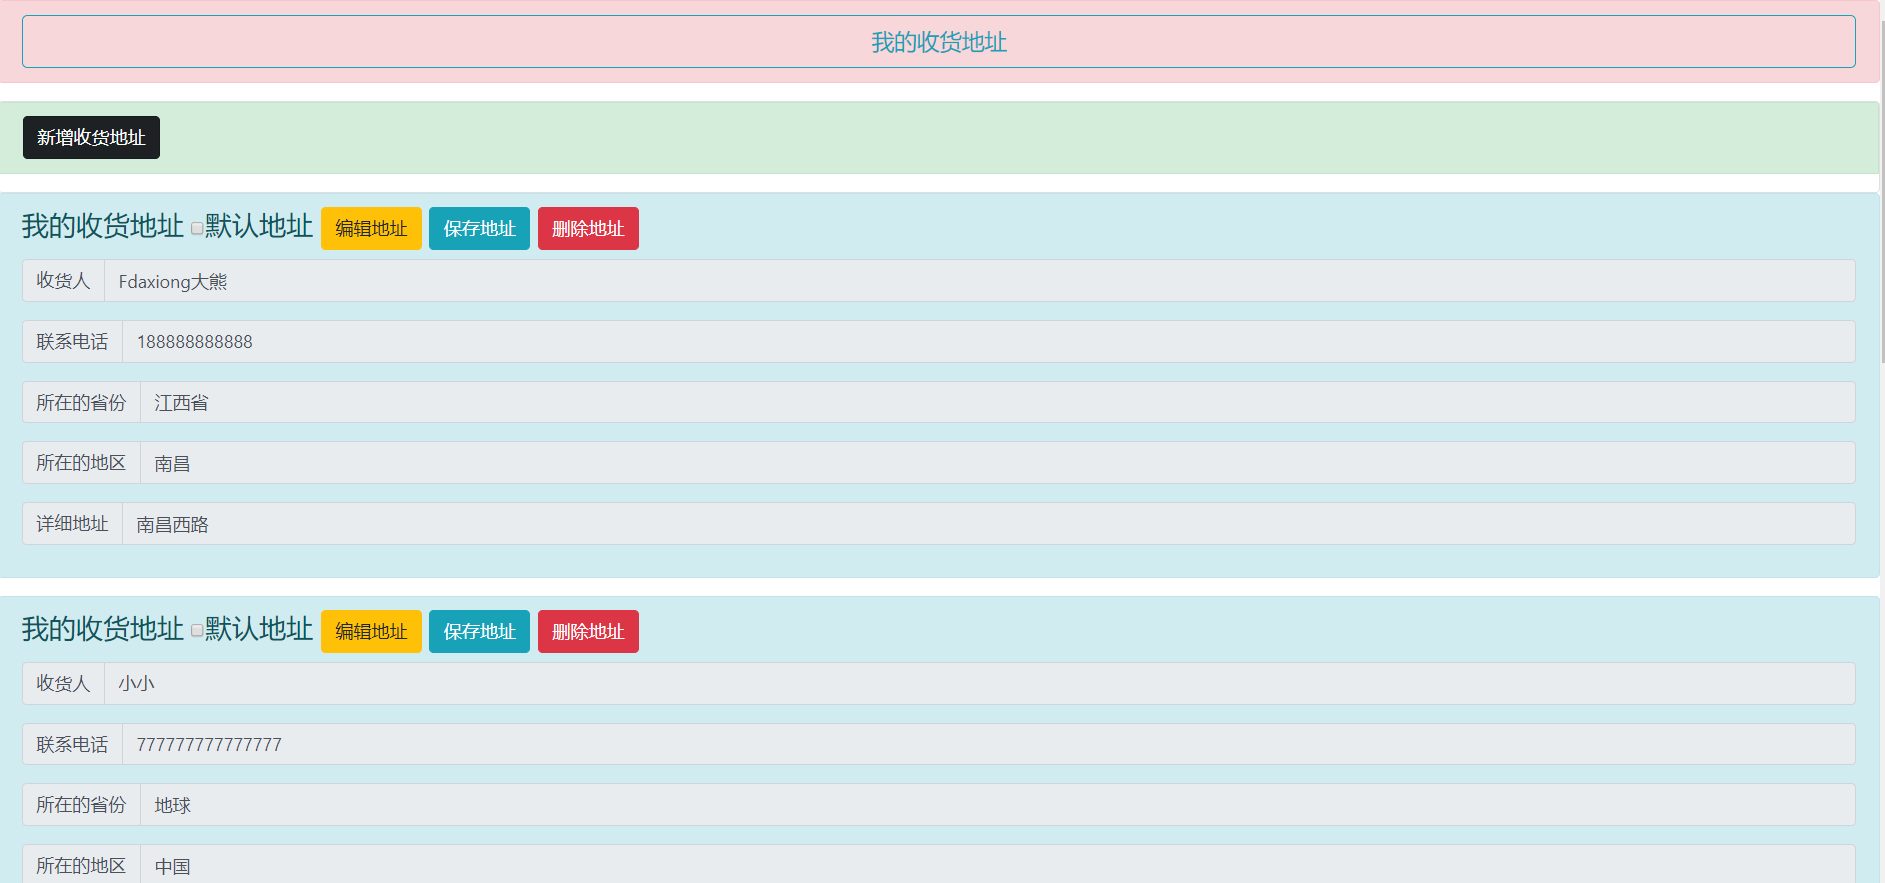 我的收货地址
新增收货地址
我的收货地址 默认地址 编辑地址 保存地址 删除地址
收货人 Fdaxiong大熊
联系电话 188888888888
所在的省份 江西省
所在的地区 南昌
详细地址 南昌西路
我的收货地址 默认地址 编辑地址 保存地址 删除地址
收货人 小小
联系电话 777777777777777
所在的省份 地球
所在的地区 中国